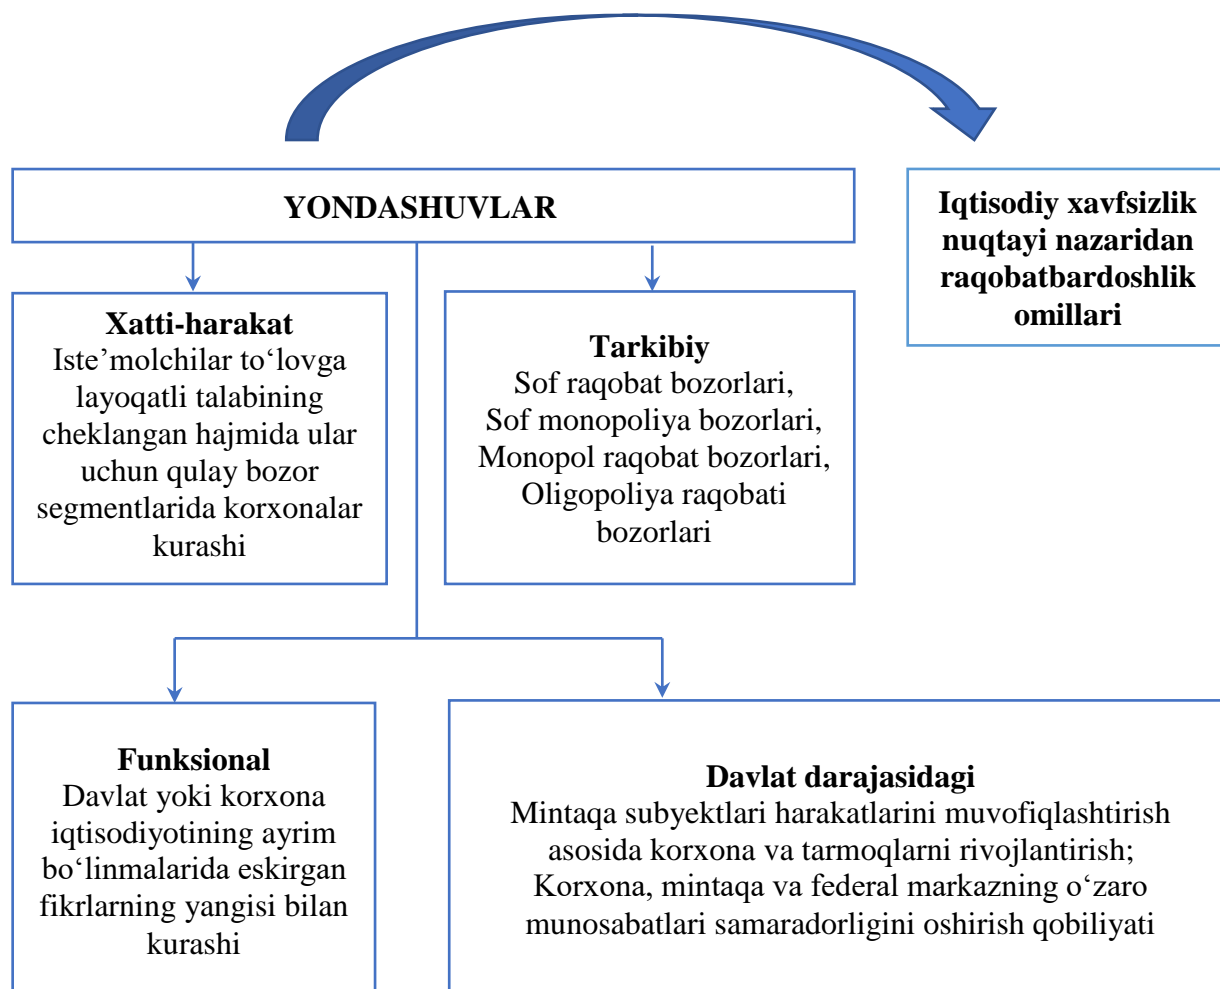 YONDASHUVLAR
Iqtisodiy xavfsizlik
nuqtayi nazaridan
raqobatbardoshlik
omillari
Xatti-harakat
Iste’molchilar to‘lovga
layoqatli talabining
cheklangan hajmida ular
uchun qulay bozor
segmentlarida korxonalar
kurashi
Tarkibiy
Sof raqobat bozorlari,
Sof monopoliya bozorlari,
Monopol raqobat bozorlari,
Oligopoliya raqobati
bozorlari
Funksional
Davlat yoki korxona
iqtisodiyotining ayrim
bo‘linmalarida eskirgan
fikrlarning yangisi bilan
kurashi
Davlat darajasidagi
Mintaqa subyektlari harakatlarini muvofiqlashtirish
asosida korxona va tarmoqlarni rivojlantirish;
Korxona, mintaqa va federal markazning o‘zaro
munosabatlari samaradorligini oshirish qobiliyati